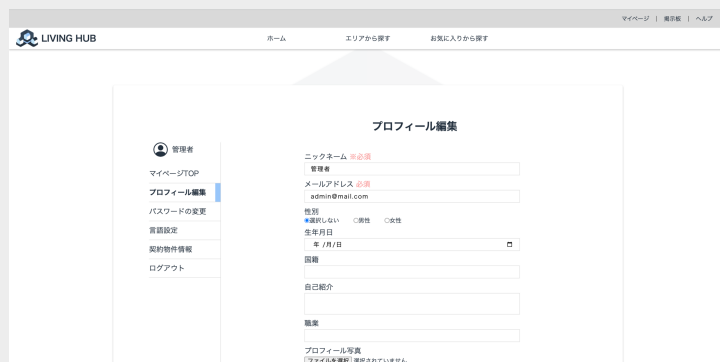 マイページ | 掲示板 | ヘルプ
LIVING HUB
ホーム エリアから探す お気に入りから探す
プロフィール編集
管理者
マイページTOP
プロフィール編集
パスワードの変更
言語設定
契約物件情報
ログアウト
ニックネーム ※必須
管理者
メールアドレス 必須
admin@mail.com
性別
選択しない 男性 女性
生年月日
年 /月/日
国籍
自己紹介
職業
プロフィール写真
ファイルを選択 選択されていません